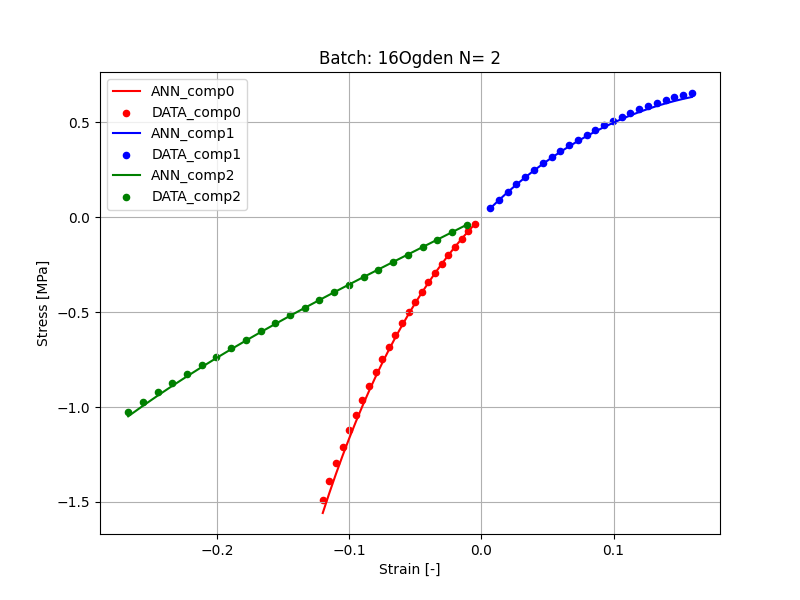 Batch: 16Ogden N= 2
ANN_comp0
DATA_comp0
ANN_comp1
DATA_comp1
ANN_comp2
DATA_comp2
0.5
0.0
−0.5
−1.0
−1.5
Stress [MPa]
−0.2
−0.1
0.0
0.1
Strain [-]